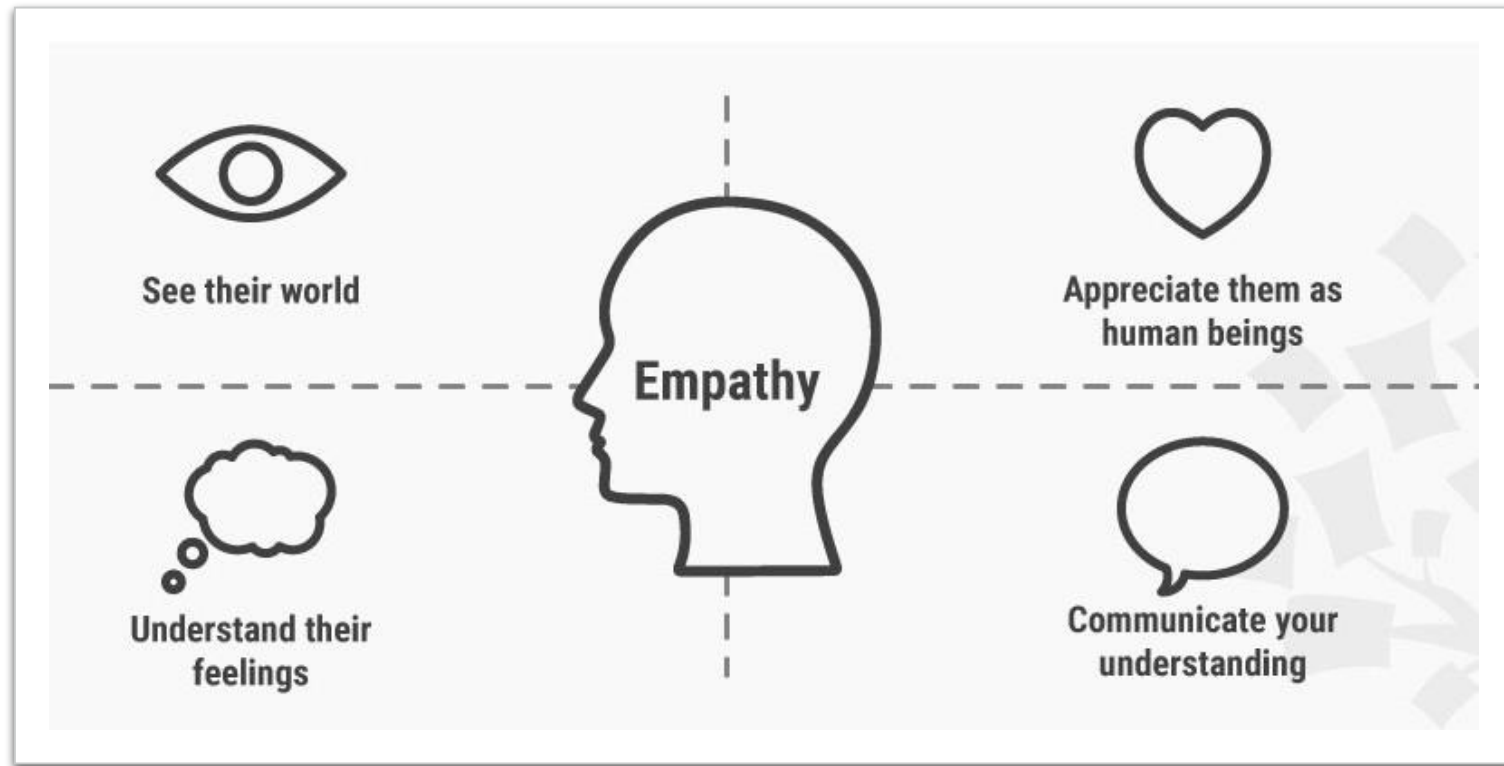 See their world
Appreciate them as
human beings
Empathy
Understand their
feelings
Communicate your
understanding